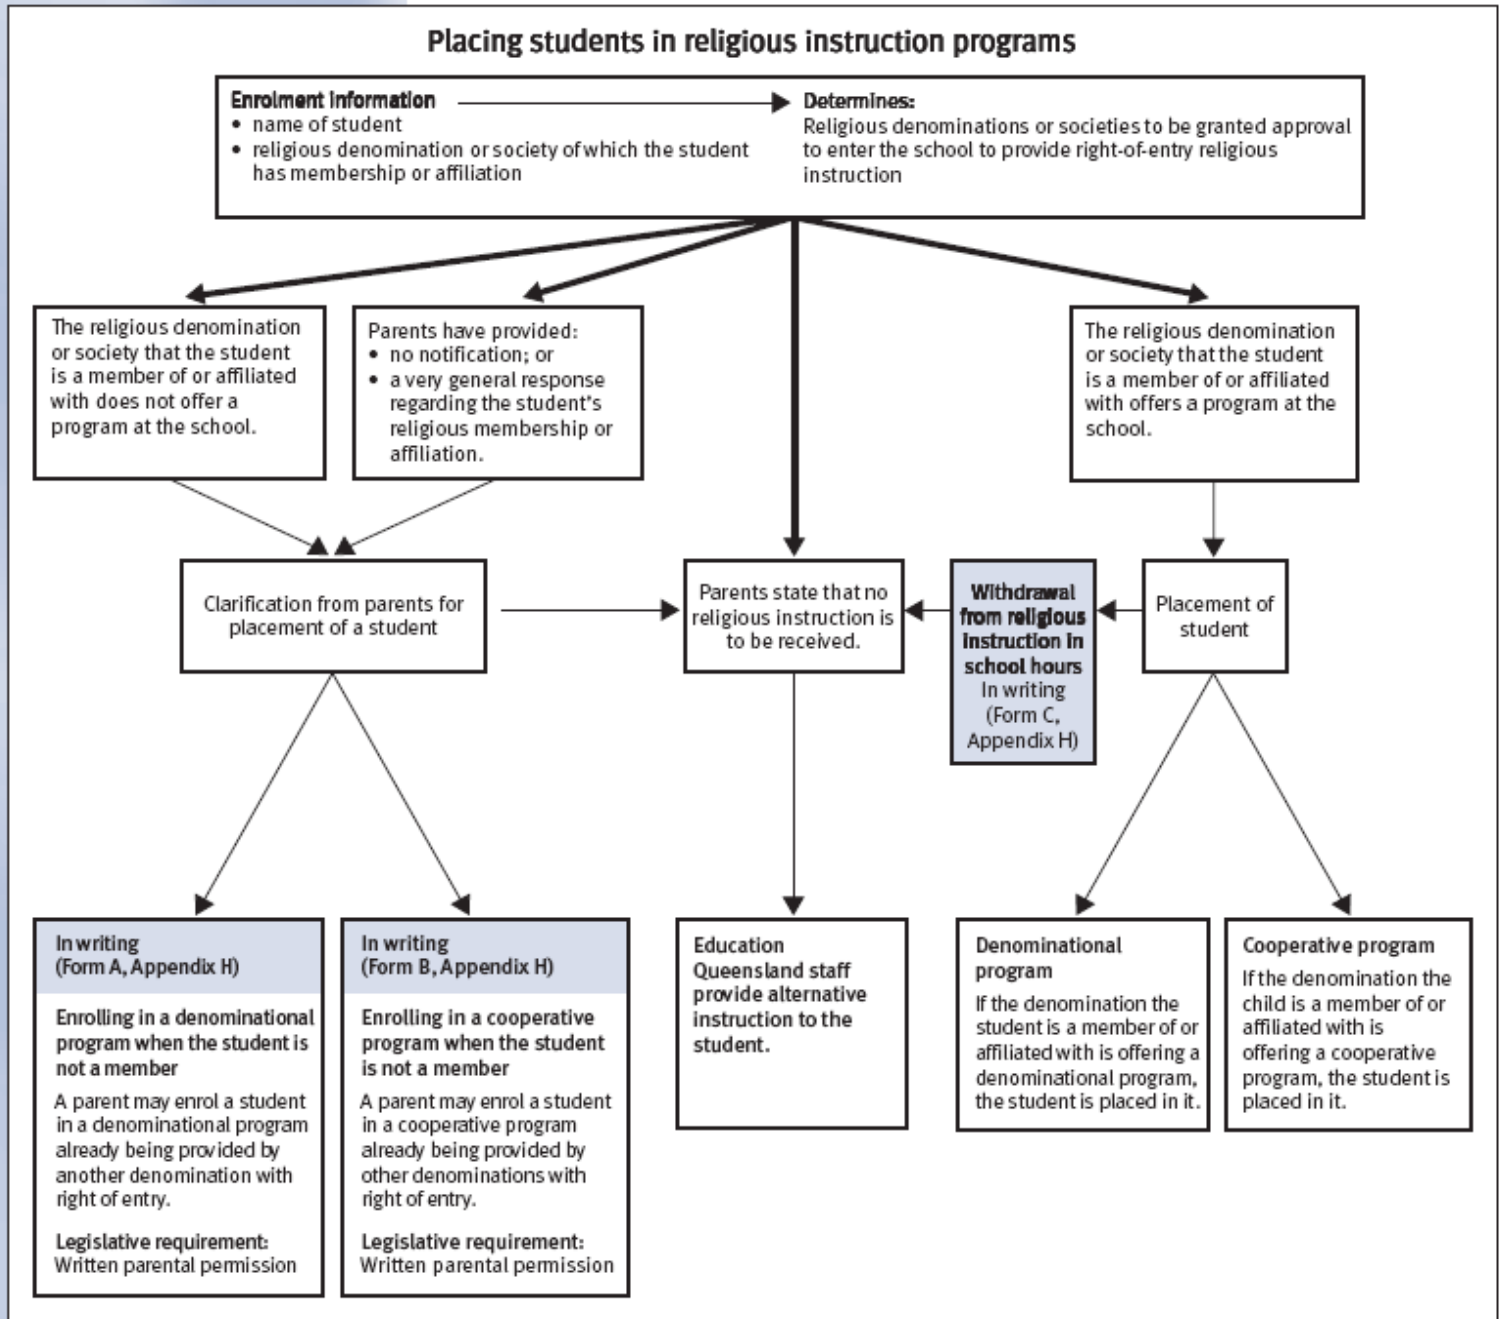 Placing students in religious instruction programs
Enrolment information
• name of student
• religious denomination or society of which the student
has membership or affiliation
Determines:
Religious denominations or societies to be granted approval
to enter the school to provide right-of-entry religious
instruction
The religious denomination
or society that the student
is a member of or affiliated
with does not offer a
program at the school.
Parents have provided:
• no notification; or
• a very general response
regarding the student's
religious membership or
affiliation.
The religious denomination
or society that the student
is a member of or affiliated
with offers a program at the
school.
Clarification from parents for
placement of a student
Parents state that no
religious instruction is
to be received.
Withdrawal
from religious
instruction in
school hours
In writing
(Form C,
Appendix H)
Placement of
student
In writing
(Form A, Appendix H)
Enrolling in a denominational
program when the student is
not a member
A parent may enrol a student
in a denominational program
already being provided by
another denomination with
right of entry.
Legislative requirement:
Written parental permission
In writing
(Form B, Appendix H)
Enrolling in a cooperative
program when the student
is not a member
A parent may enrol a student
in a cooperative program
already being provided by
other denominations with
right of entry.
Legislative requirement:
Written parental permission
Education
Queensland staff
provide alternative
instruction to the
student.
Denominational
program
If the denomination the
student is a member of or
affiliated with is offering a
denominational program,
the student is placed in it.
Cooperative program
If the denomination the
child is a member of or
affiliated with is
offering a cooperative
program, the student is
placed in it.